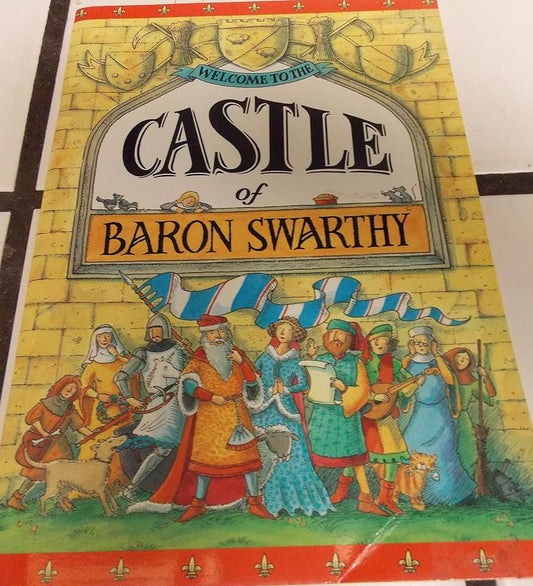 WELCOME TO THE
CASTLE
of
BARON SWARTHY